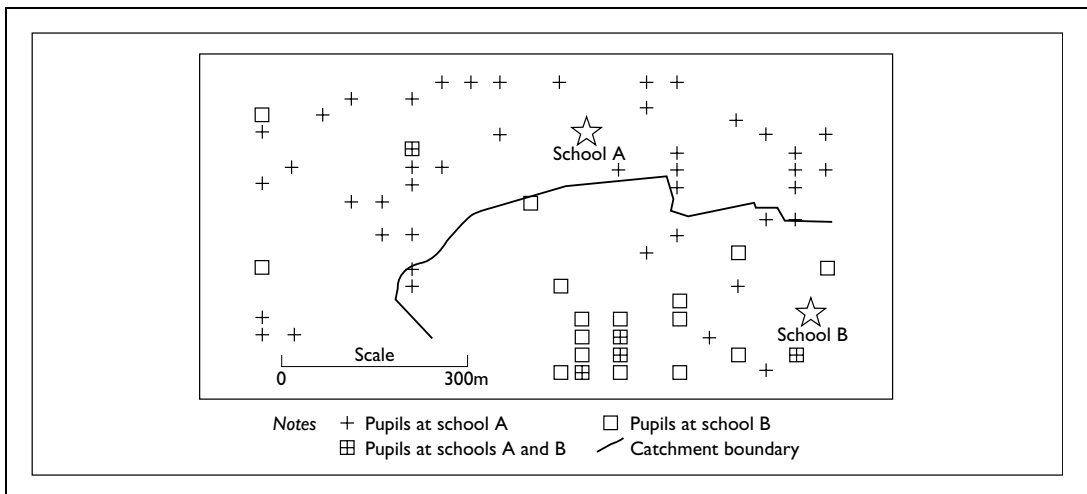 School A
School B
Scale
0 300m
Notes Pupils at school A Pupils at school B
Pupils at schools A and B Catchment boundary